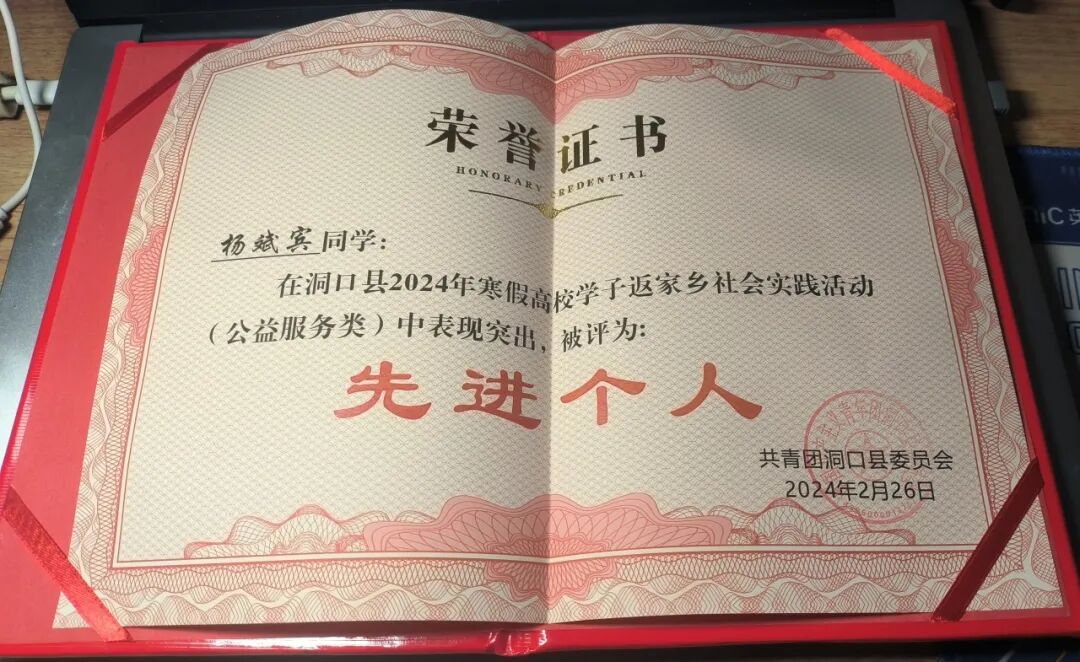 荣誉证书
HONORARY CREDENTIAL
杨斌宾同学:
在洞口县2024年寒假高校学子返家乡社会实践活动
(公益服务类)中表现突出,被评为:
先进个人
共青团洞口县委员会
2024年2月26日